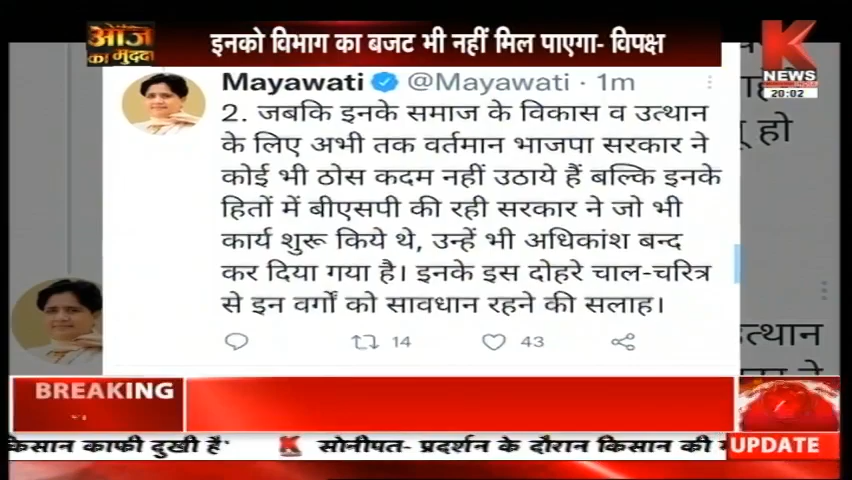 आज का मुद्दा
इनको विभाग का बजट भी नहीं मिल पाएगा- विपक्ष
K NEWS
20:02
Mayawati @Mayawati · 1m
2. जबकि इनके समाज के विकास व उत्थान
के लिए अभी तक वर्तमान भाजपा सरकार ने
कोई भी ठोस कदम नहीं उठाये हैं बल्कि इनके
हितों में बीएसपी की रही सरकार ने जो भी
कार्य शुरू किये थे, उन्हें भी अधिकांश बन्द
कर दिया गया है। इनके इस दोहरे चाल-चरित्र
से इन वर्गों को सावधान रहने की सलाह।
14 43
हो
त्थान
BREAKING
किसान काफी दुखी है K सोनीपत- प्रदर्शन के दौरान किसान की
UPDATE